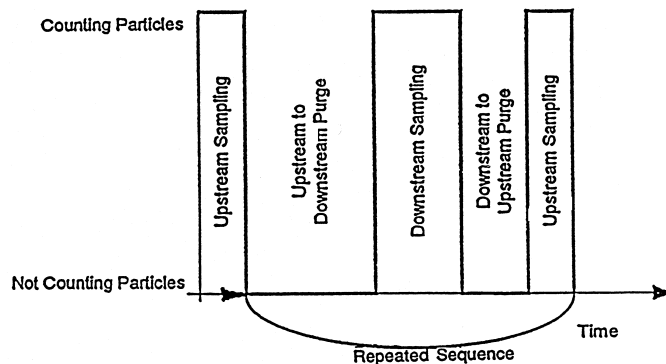 Counting Particles
Upstream Sampling
Upstream to
Downstream Purge
Downstream Sampling
Downstream to
Upstream Purge
Upstream Sampling
Not Counting Particles
Time
Repeated Sequence